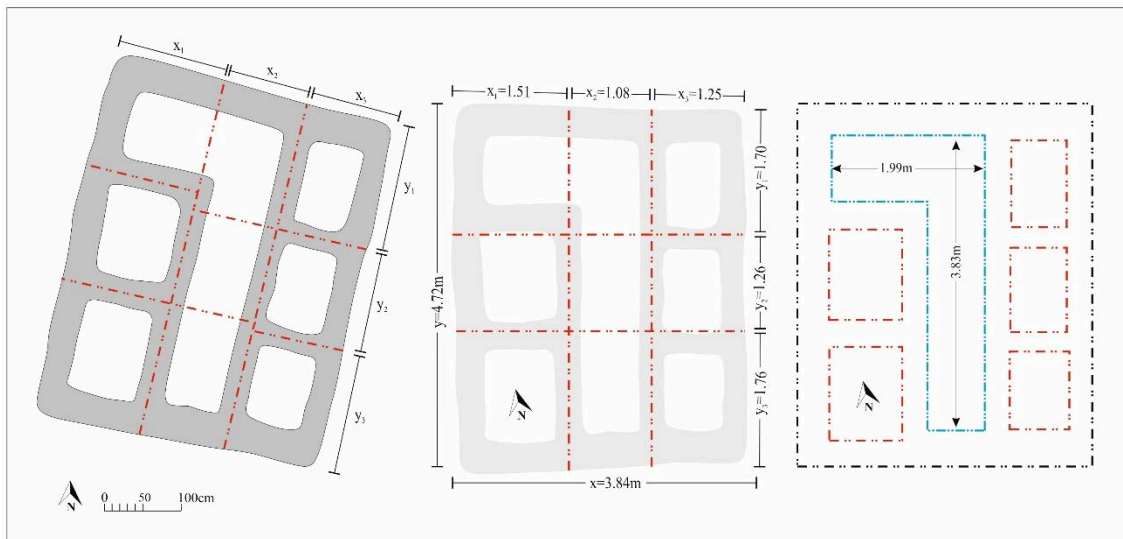 x₁
x₂
x₃
y₁
y₂
y₃
N
0 50 100cm
x₁=1.51
x₂=1.08
x₃=1.25
y=4.72m
y₁=1.70
y₂=1.26
y₃=1.76
N
x=3.84m
1.99m
3.83m
N